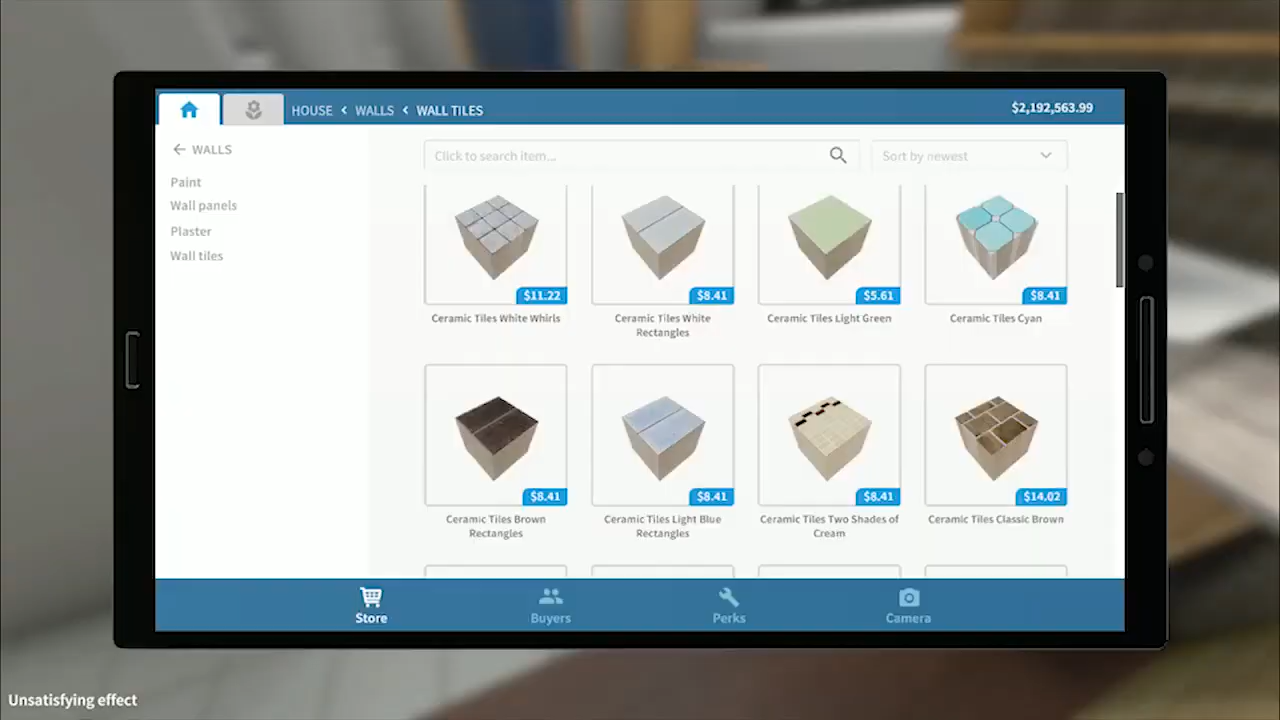 HOUSE < WALLS < WALL TILES
$2,192,563.99
WALLS
Click to search item...
Sort by newest
Paint
Wall panels
Plaster
Wall tiles
$11.22
$8.41
$5.61
$8.41
Ceramic Tiles White Whirls
Ceramic Tiles White
Rectangles
Ceramic Tiles Light Green
Ceramic Tiles Cyan
$8.41
$8.41
$8.41
$14.02
Ceramic Tiles Brown
Rectangles
Ceramic Tiles Light Blue
Rectangles
Ceramic Tiles Two Shades of
Cream
Ceramic Tiles Classic Brown
Store
Buyers
Perks
Camera
Unsatisfying effect